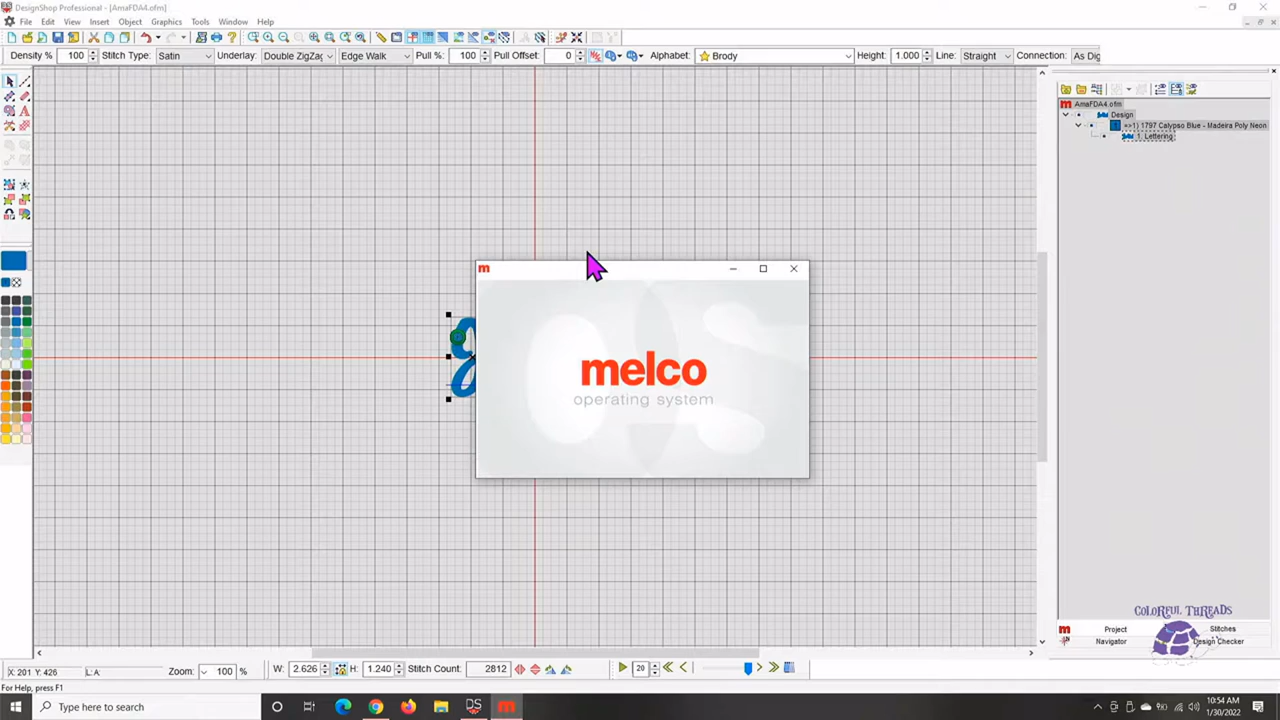 DesignShop Professional - [AmaFDA4.ofm]
File Edit View Insert Object Graphics Tools Window Help
Density % 100 Stitch Type: Satin Underlay: Double ZigZag Edge Walk Pull %: 100 Pull Offset: 0 Alphabet: Brody Height: 1.000 Line: Straight Connection: As Dig
AmaFDA4.ofm
Design
=>1) 1797 Calypso Blue - Madeira Poly Neon
1. Lettering
melco
operating system
COLORFUL THREADS
Project Stitches
Navigator Design Checker
X: 201 Y: 426 L: A: Zoom: 100 % W: 2.626 H: 1.240 Stitch Count: 2812 20
For Help, press F1
Type here to search
DS
10:54 AM
1/30/2022